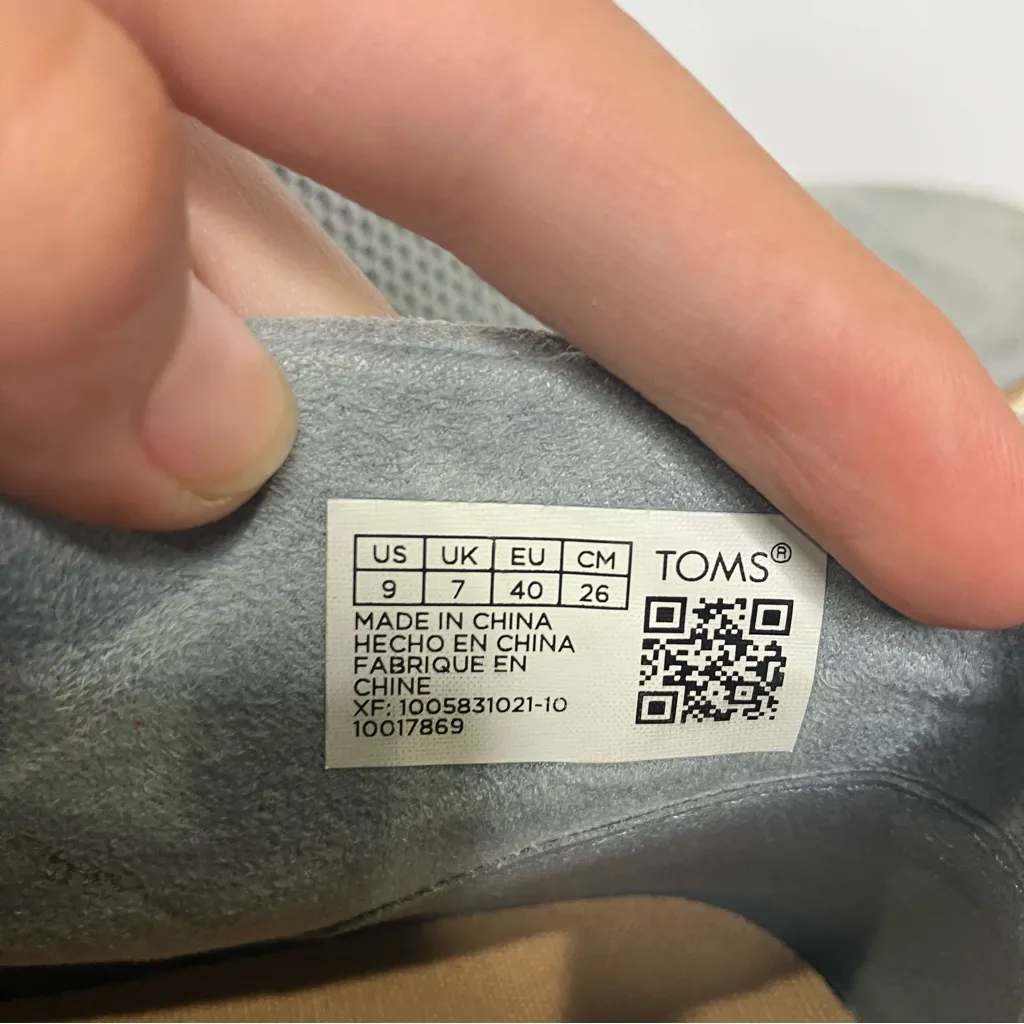 US UK EU CM
9 7 40 26
TOMS®
MADE IN CHINA
HECHO EN CHINA
FABRIQUE EN
CHINE
XF: 1005831021-10
10017869